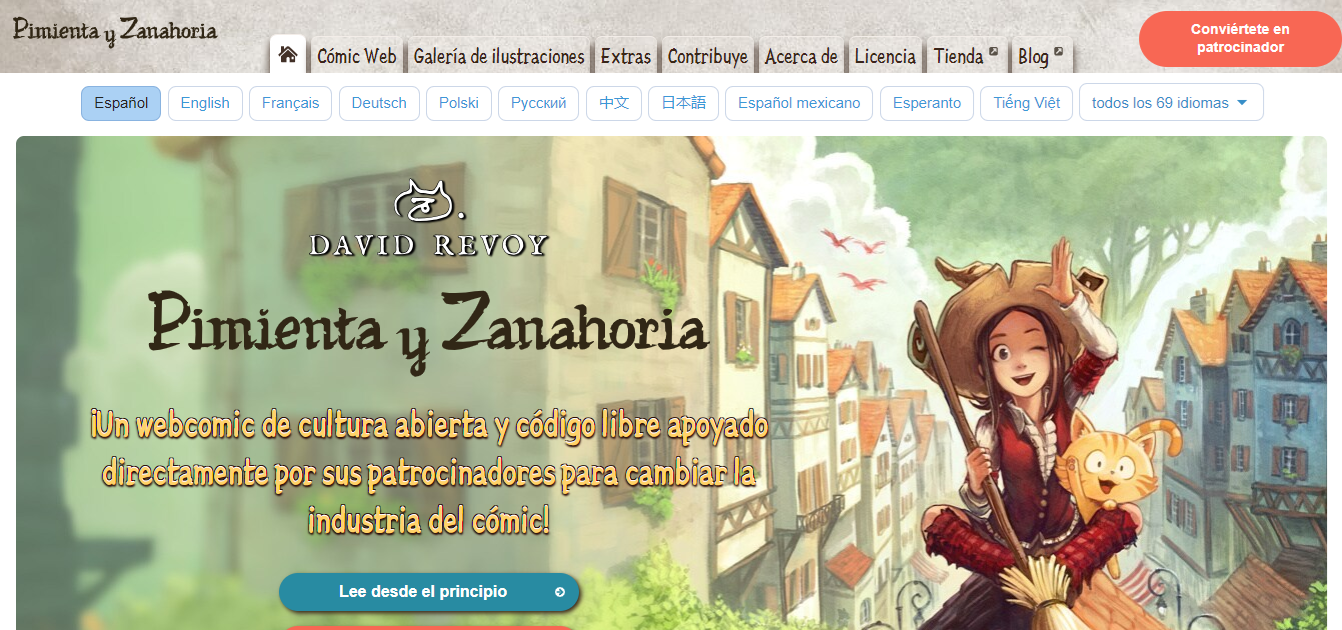 Pimienta y Zanahoria
Cómic Web
Galería de ilustraciones
Extras
Contribuye
Acerca de
Licencia
Tienda
Blog
Conviértete en
patrocinador
Español
English
Français
Deutsch
Polski
Русский
中文
日本語
Español mexicano
Esperanto
Tiếng Việt
todos los 69 idiomas
DAVID REVOY
Pimienta y Zanahoria
¡Un webcomic de cultura abierta y código libre apoyado
directamente por sus patrocinadores para cambiar la
industria del cómic!
Lee desde el principio